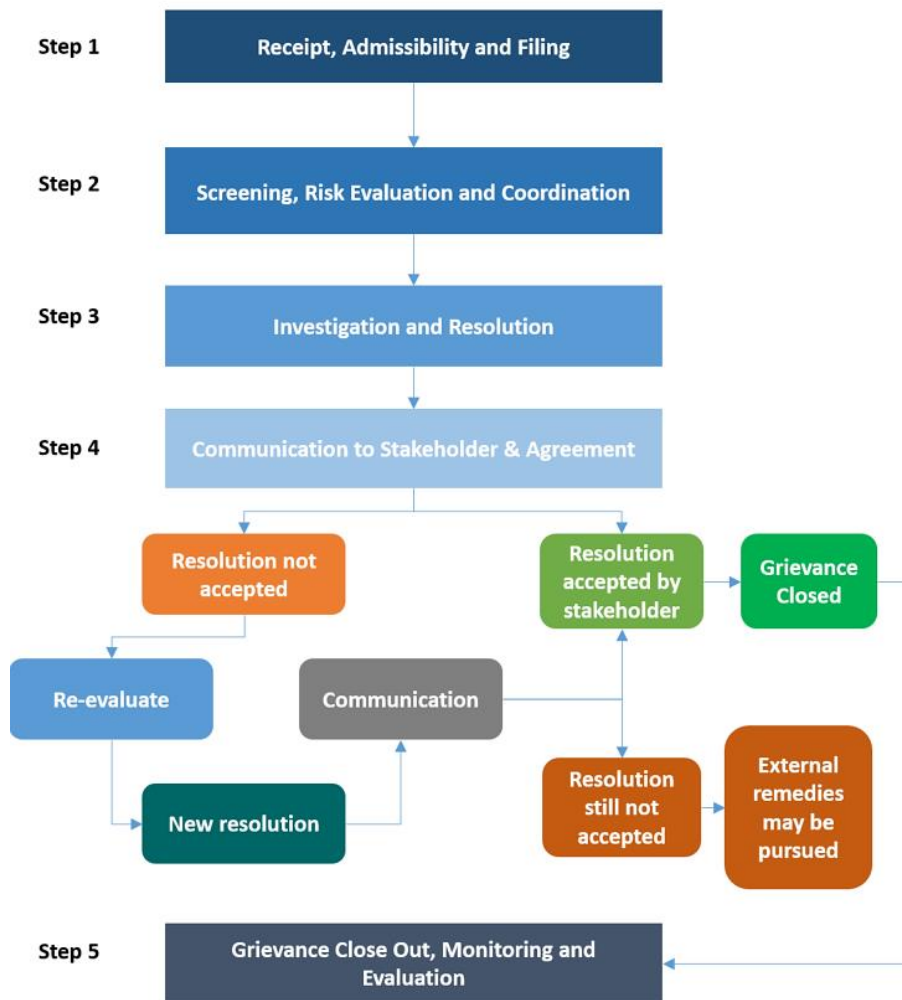 Step 1
Receipt, Admissibility and Filing
Step 2
Screening, Risk Evaluation and Coordination
Step 3
Investigation and Resolution
Step 4
Communication to Stakeholder & Agreement
Resolution not
accepted
Resolution
accepted by
stakeholder
Grievance
Closed
Re-evaluate
Communication
New resolution
Resolution
still not
accepted
External
remedies
may be
pursued
Step 5
Grievance Close Out, Monitoring and
Evaluation